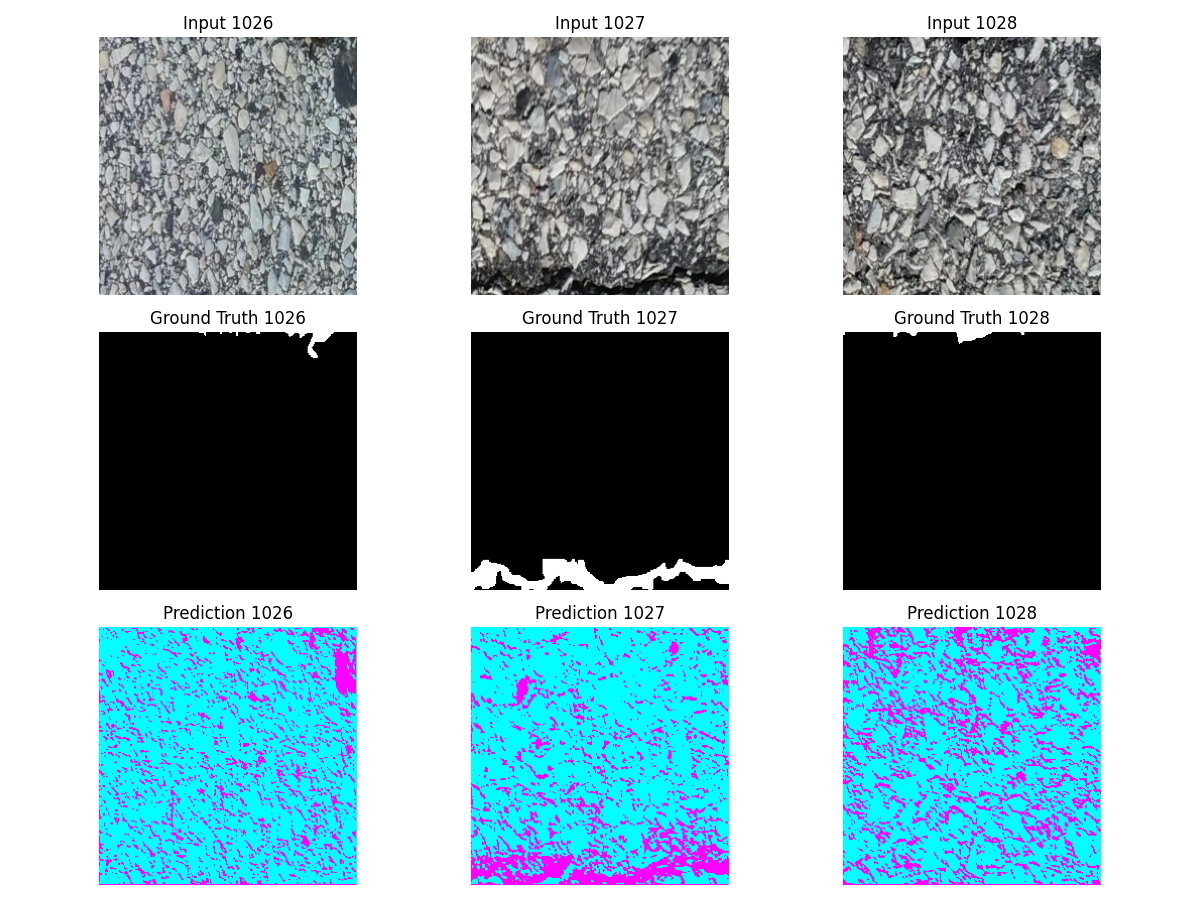 Input 1026
Input 1027
Input 1028
Ground Truth 1026
Ground Truth 1027
Ground Truth 1028
Prediction 1026
Prediction 1027
Prediction 1028